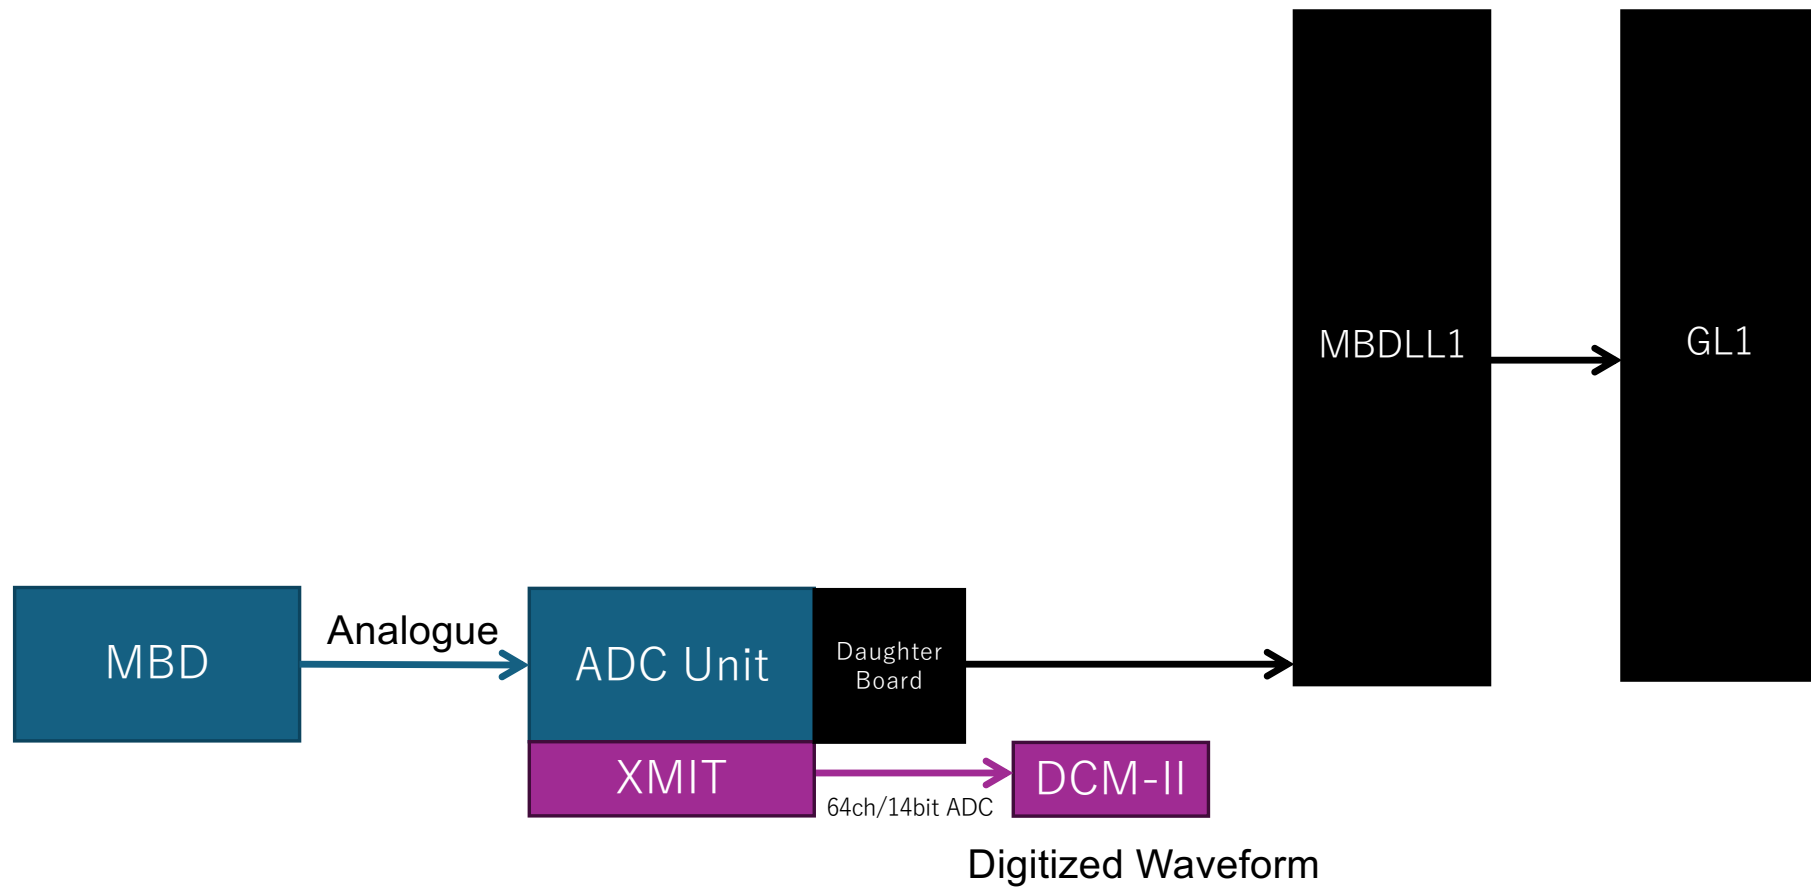 MBDLL1
GL1
MBD
Analogue
ADC Unit
Daughter
Board
XMIT
64ch/14bit ADC
DCM-II
Digitized Waveform